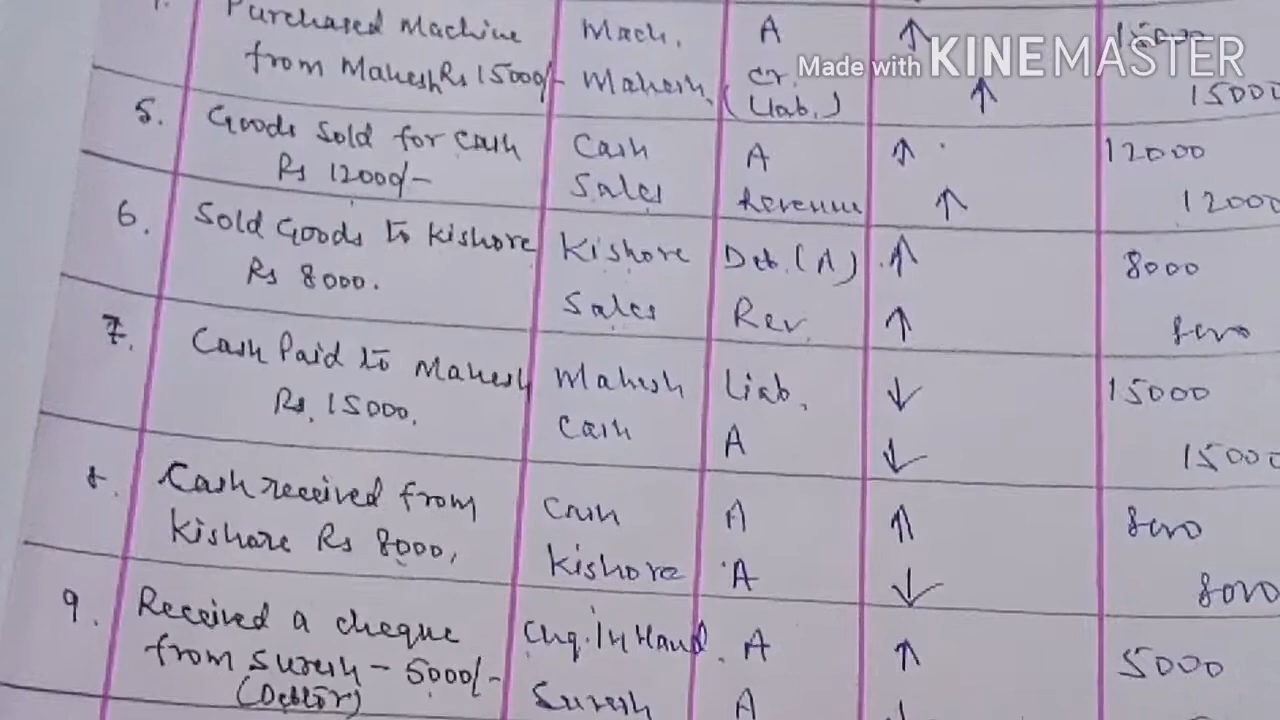 Purchased Machine Mach. A ↑
from Mahesh Rs 15000/- Mahesh. Cr. (Liab.) ↑ 15000
Made with KINEMASTER
5. Goods sold for cash Cash A ↑ 12000
Rs 12000/- Sales Revenue ↑ 12000
6. Sold Goods to Kishore Kishore Deb. (A) ↑ 8000
Rs 8000. Sales Rev. ↑ 8000
7. Cash Paid to Mahesh Mahesh Liab. ↓ 15000
Rs. 15000. Cash A ↓ 15000
8. Cash received from Cash A ↑ 8000
Kishore Rs 8000. Kishore A ↓ 8000
9. Received a cheque Chq. In Hand. A ↑ 5000
from Suresh - 5000/- Suresh A
(Debtor)